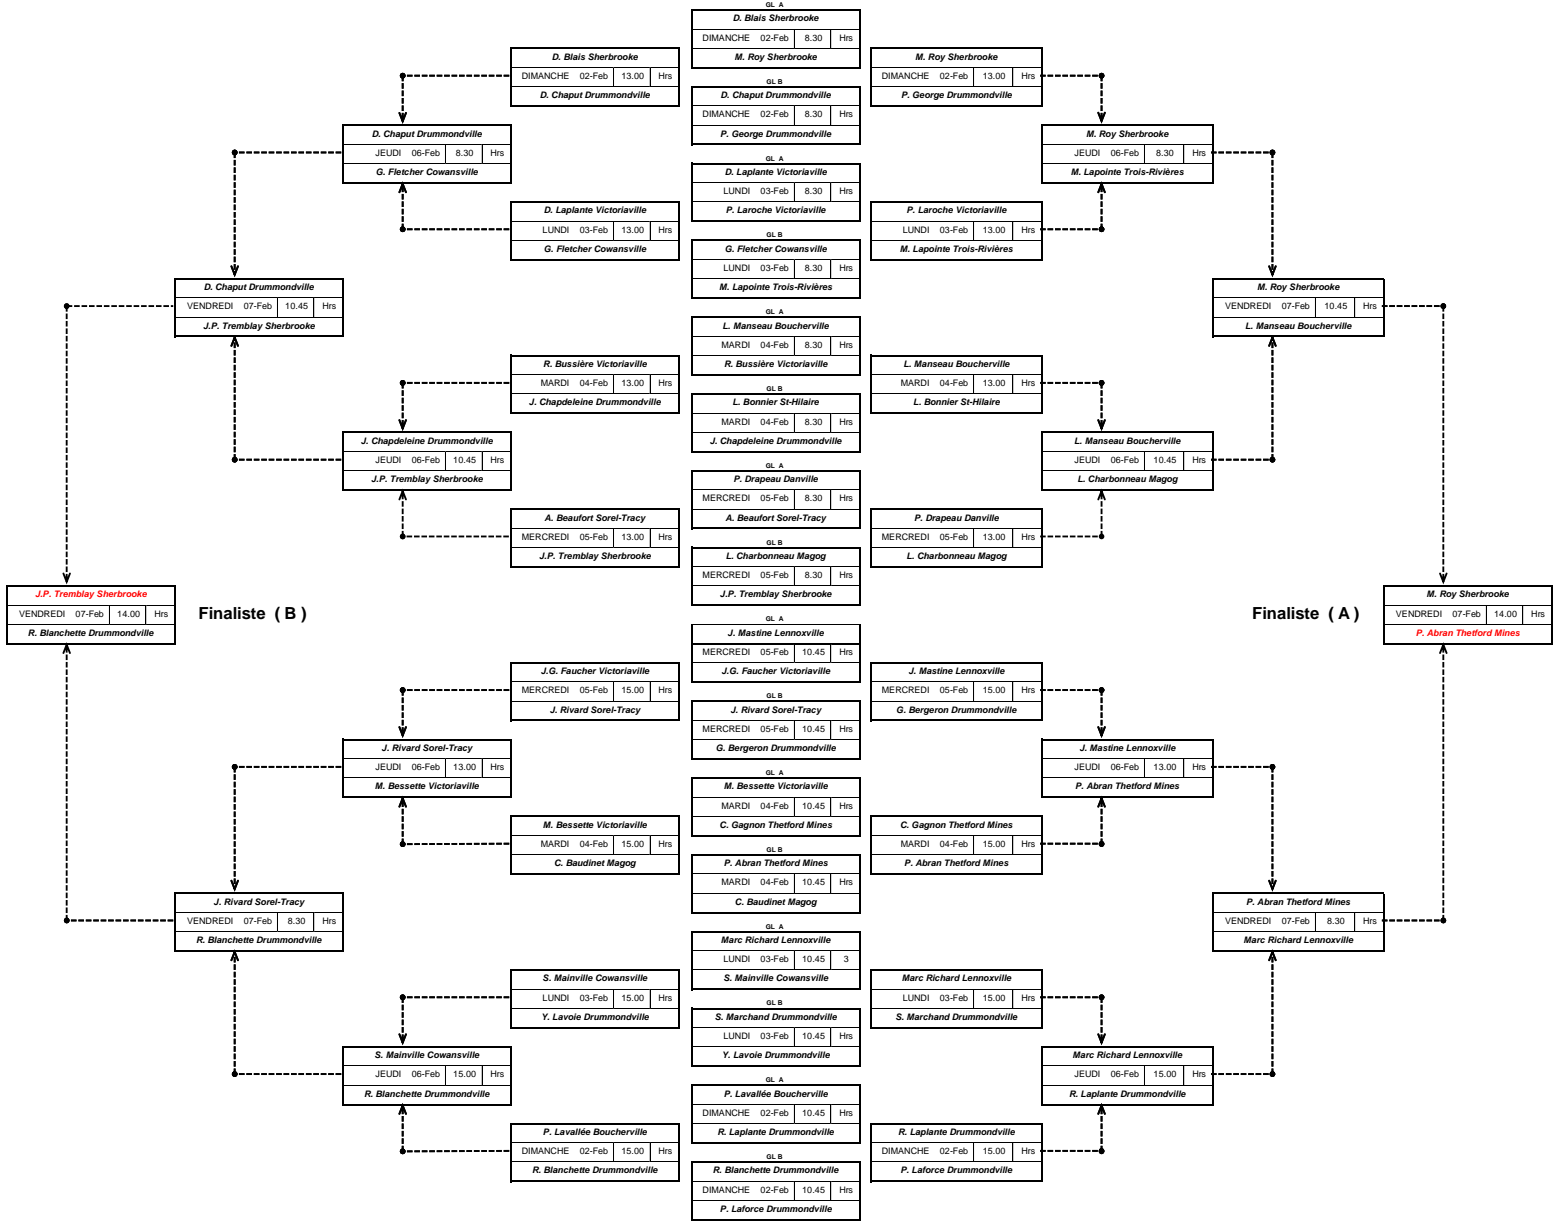 GL A
D. Blais Sherbrooke
DIMANCHE 02-Feb 8.30 Hrs
M. Roy Sherbrooke
D. Blais Sherbrooke
DIMANCHE 02-Feb 13.00 Hrs
D. Chaput Drummondville
M. Roy Sherbrooke
DIMANCHE 02-Feb 13.00 Hrs
P. George Drummondville
GL B
D. Chaput Drummondville
DIMANCHE 02-Feb 8.30 Hrs
P. George Drummondville
D. Chaput Drummondville
JEUDI 06-Feb 8.30 Hrs
G. Fletcher Cowansville
M. Roy Sherbrooke
JEUDI 06-Feb 8.30 Hrs
M. Lapointe Trois-Rivières
GL A
D. Laplante Victoriaville
LUNDI 03-Feb 8.30 Hrs
P. Laroche Victoriaville
D. Laplante Victoriaville
LUNDI 03-Feb 13.00 Hrs
G. Fletcher Cowansville
P. Laroche Victoriaville
LUNDI 03-Feb 13.00 Hrs
M. Lapointe Trois-Rivières
GL B
G. Fletcher Cowansville
LUNDI 03-Feb 8.30 Hrs
M. Lapointe Trois-Rivières
D. Chaput Drummondville
VENDREDI 07-Feb 10.45 Hrs
J.P. Tremblay Sherbrooke
M. Roy Sherbrooke
VENDREDI 07-Feb 10.45 Hrs
L. Manseau Boucherville
GL A
L. Manseau Boucherville
MARDI 04-Feb 8.30 Hrs
R. Bussière Victoriaville
R. Bussière Victoriaville
MARDI 04-Feb 13.00 Hrs
J. Chapdeleine Drummondville
L. Manseau Boucherville
MARDI 04-Feb 13.00 Hrs
L. Bonnier St-Hilaire
GL B
L. Bonnier St-Hilaire
MARDI 04-Feb 8.30 Hrs
J. Chapdeleine Drummondville
J. Chapdeleine Drummondville
JEUDI 06-Feb 10.45 Hrs
J.P. Tremblay Sherbrooke
L. Manseau Boucherville
JEUDI 06-Feb 10.45 Hrs
L. Charbonneau Magog
GL A
P. Drapeau Danville
MERCREDI 05-Feb 8.30 Hrs
A. Beaufort Sorel-Tracy
A. Beaufort Sorel-Tracy
MERCREDI 05-Feb 13.00 Hrs
J.P. Tremblay Sherbrooke
P. Drapeau Danville
MERCREDI 05-Feb 13.00 Hrs
L. Charbonneau Magog
GL B
L. Charbonneau Magog
MERCREDI 05-Feb 8.30 Hrs
J.P. Tremblay Sherbrooke
J.P. Tremblay Sherbrooke
VENDREDI 07-Feb 14.00 Hrs
R. Blanchette Drummondville
Finaliste ( B )
Finaliste ( A )
M. Roy Sherbrooke
VENDREDI 07-Feb 14.00 Hrs
P. Abran Thetford Mines
GL A
J. Mastine Lennoxville
MERCREDI 05-Feb 10.45 Hrs
J.G. Faucher Victoriaville
J.G. Faucher Victoriaville
MERCREDI 05-Feb 15.00 Hrs
J. Rivard Sorel-Tracy
J. Mastine Lennoxville
MERCREDI 05-Feb 15.00 Hrs
G. Bergeron Drummondville
GL B
J. Rivard Sorel-Tracy
MERCREDI 05-Feb 10.45 Hrs
G. Bergeron Drummondville
J. Rivard Sorel-Tracy
JEUDI 06-Feb 13.00 Hrs
M. Bessette Victoriaville
J. Mastine Lennoxville
JEUDI 06-Feb 13.00 Hrs
P. Abran Thetford Mines
GL A
M. Bessette Victoriaville
MARDI 04-Feb 10.45 Hrs
C. Gagnon Thetford Mines
M. Bessette Victoriaville
MARDI 04-Feb 15.00 Hrs
C. Baudinet Magog
C. Gagnon Thetford Mines
MARDI 04-Feb 15.00 Hrs
P. Abran Thetford Mines
GL B
P. Abran Thetford Mines
MARDI 04-Feb 10.45 Hrs
C. Baudinet Magog
J. Rivard Sorel-Tracy
VENDREDI 07-Feb 8.30 Hrs
R. Blanchette Drummondville
P. Abran Thetford Mines
VENDREDI 07-Feb 8.30 Hrs
Marc Richard Lennoxville
GL A
Marc Richard Lennoxville
LUNDI 03-Feb 10.45 3
S. Mainville Cowansville
S. Mainville Cowansville
LUNDI 03-Feb 15.00 Hrs
Y. Lavoie Drummondville
Marc Richard Lennoxville
LUNDI 03-Feb 15.00 Hrs
S. Marchand Drummondville
GL B
S. Marchand Drummondville
LUNDI 03-Feb 10.45 Hrs
Y. Lavoie Drummondville
S. Mainville Cowansville
JEUDI 06-Feb 15.00 Hrs
R. Blanchette Drummondville
Marc Richard Lennoxville
JEUDI 06-Feb 15.00 Hrs
R. Laplante Drummondville
GL A
P. Lavallée Boucherville
DIMANCHE 02-Feb 10.45 Hrs
R. Laplante Drummondville
P. Lavallée Boucherville
DIMANCHE 02-Feb 15.00 Hrs
R. Blanchette Drummondville
R. Laplante Drummondville
DIMANCHE 02-Feb 15.00 Hrs
P. Laforce Drummondville
GL B
R. Blanchette Drummondville
DIMANCHE 02-Feb 10.45 Hrs
P. Laforce Drummondville